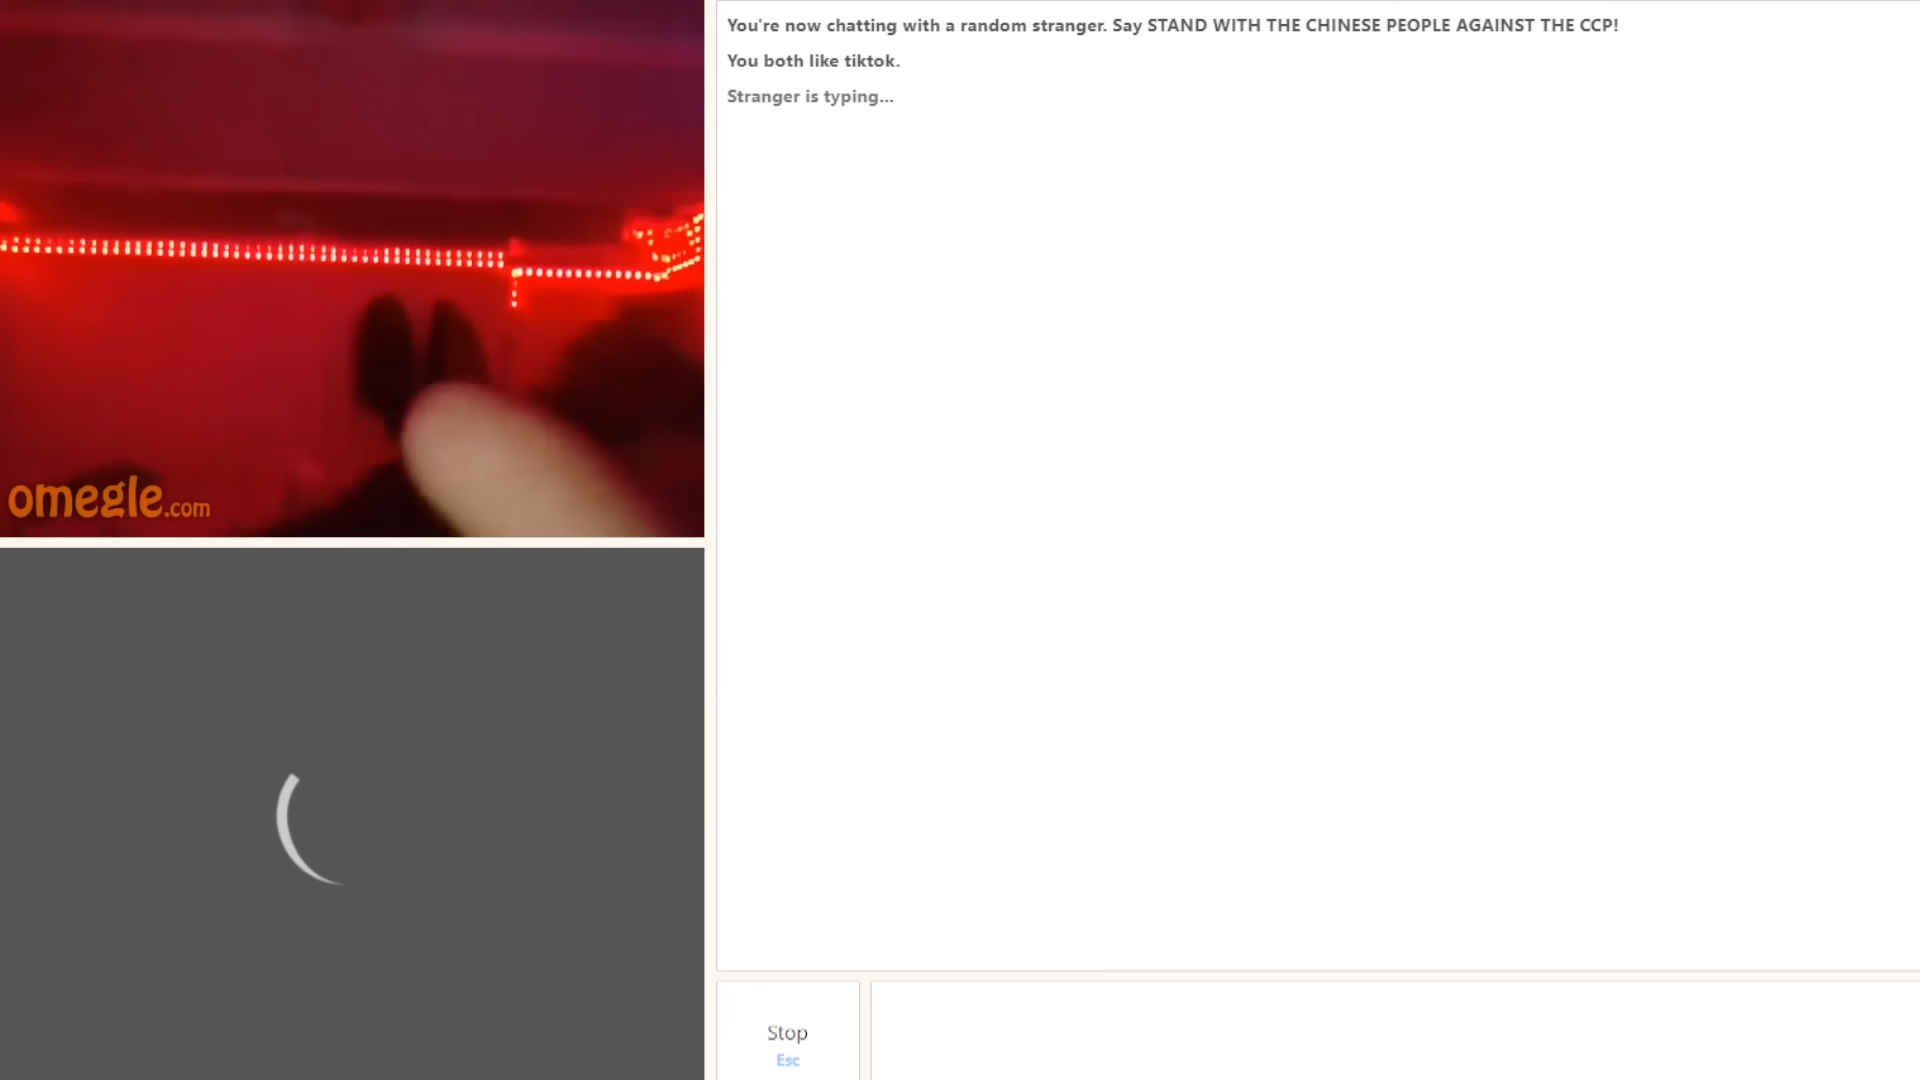 You're now chatting with a random stranger. Say STAND WITH THE CHINESE PEOPLE AGAINST THE CCP!
You both like tiktok.
Stranger is typing...
omegle.com
Stop
Esc